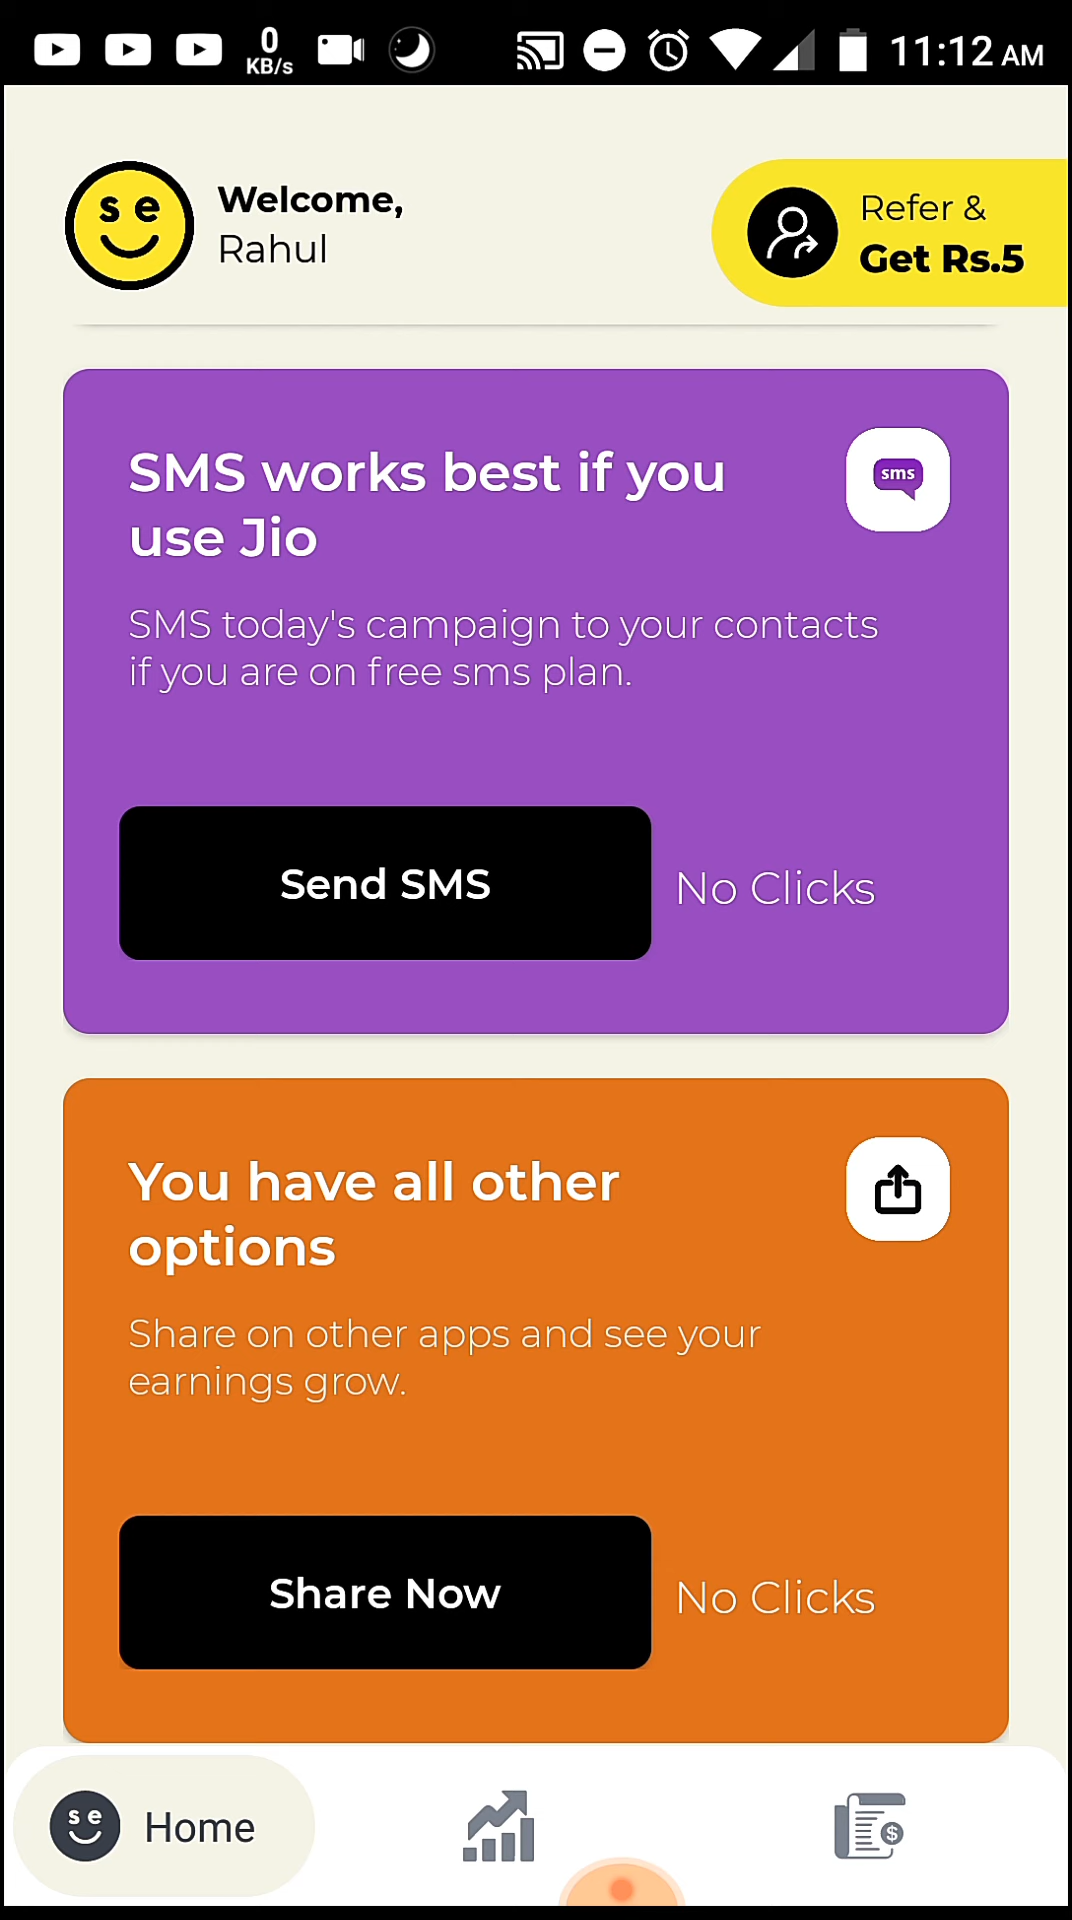 0
KB/s
11:12 AM
se
Welcome,
Rahul
Refer &
Get Rs.5
SMS works best if you
use Jio
sms
SMS today's campaign to your contacts
if you are on free sms plan.
Send SMS
No Clicks
You have all other
options
Share on other apps and see your
earnings grow.
Share Now
No Clicks
se
Home
$